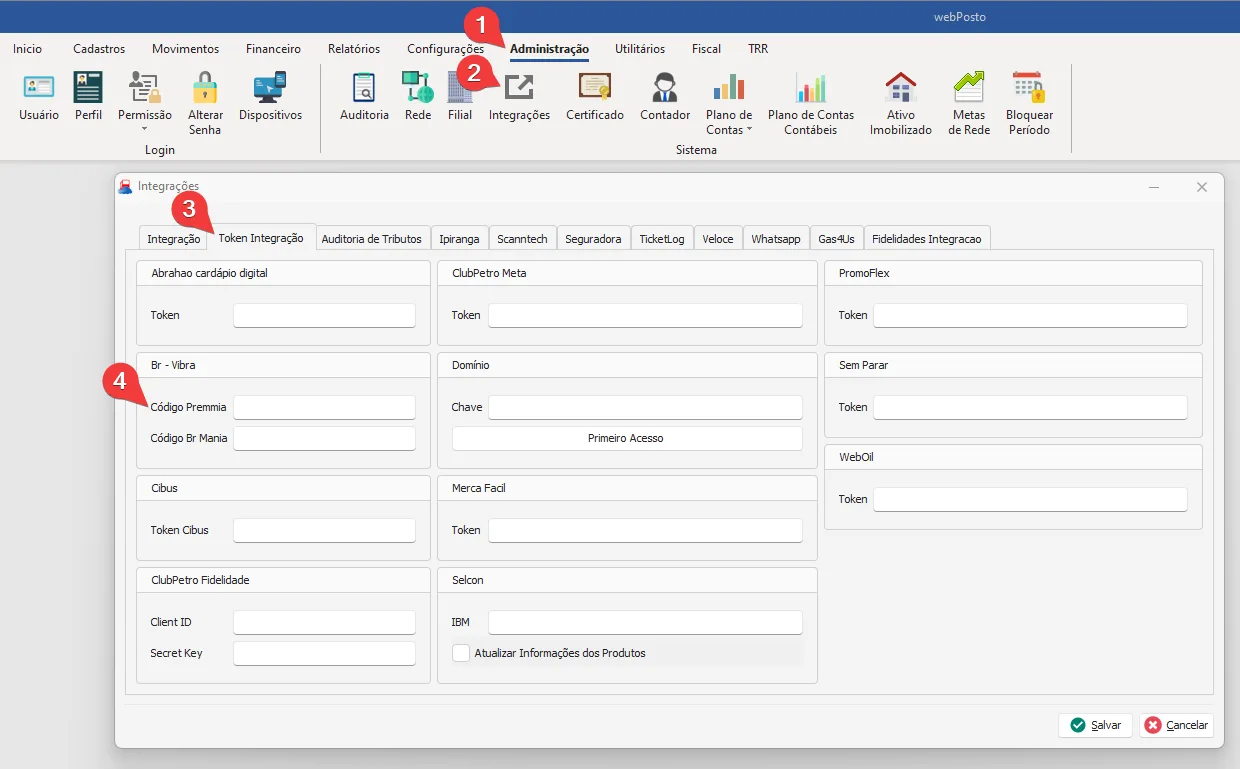 webPosto
Inicio Cadastros Movimentos Financeiro Relatórios Configurações Administração Utilitários Fiscal TRR
1
2
Usuário Perfil Permissão Alterar Senha Dispositivos
Login
Auditoria Rede Filial Integrações Certificado Contador Plano de Contas Plano de Contas Contábeis Ativo Imobilizado Metas de Rede Bloquear Período
Sistema
Integrações
3
Integração Token Integração Auditoria de Tributos Ipiranga Scanntech Seguradora TicketLog Veloce Whatsapp Gas4Us Fidelidades Integracao
Abrahao cardápio digital
Token
Br - Vibra
4
Código Premmia
Código Br Mania
Cibus
Token Cibus
ClubPetro Fidelidade
Client ID
Secret Key
ClubPetro Meta
Token
Domínio
Chave
Primeiro Acesso
Merca Facil
Token
Selcon
IBM
Atualizar Informações dos Produtos
PromoFlex
Token
Sem Parar
Token
WebOil
Token
Salvar Cancelar